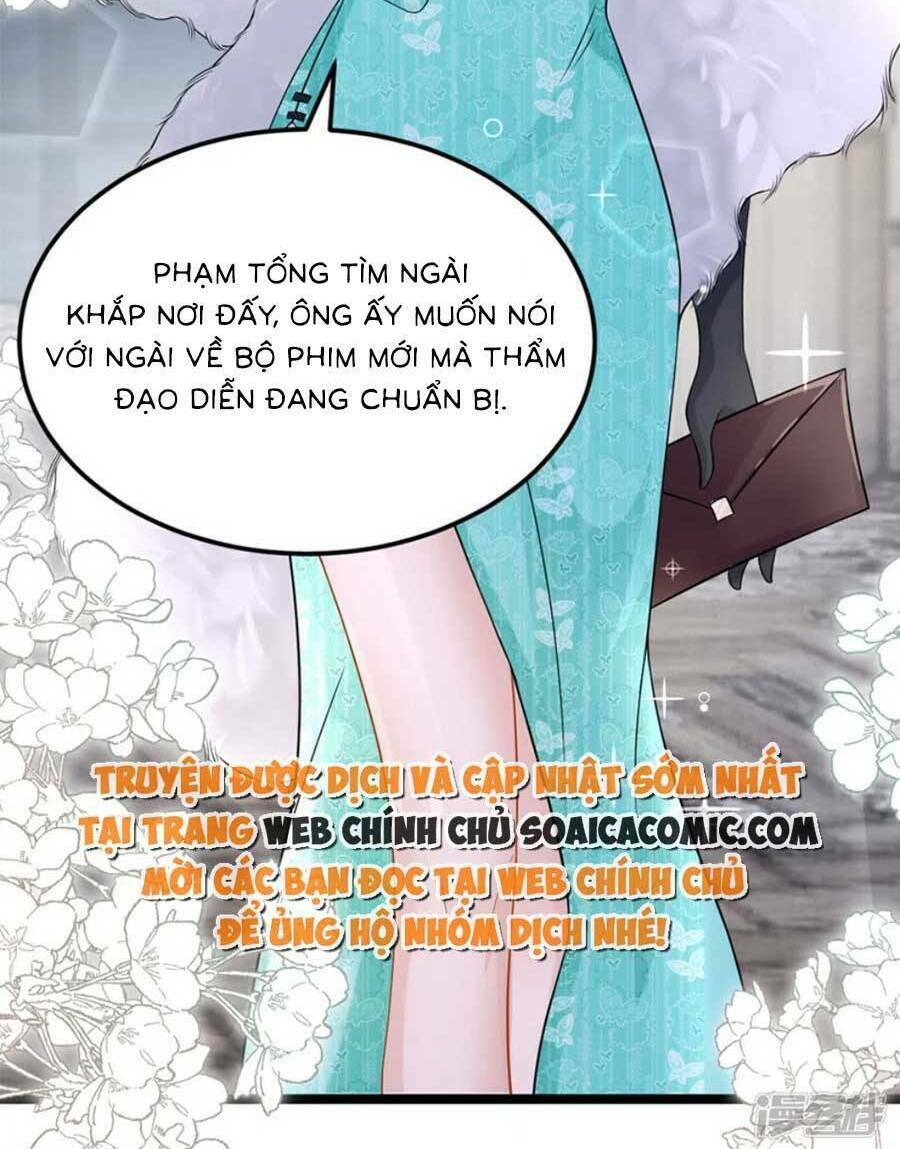 PHẠM TỔNG TÌM NGÀI
KHẮP NƠI ĐẤY, ÔNG ẤY MUỐN NÓI
VỚI NGÀI VỀ BỘ PHIM MỚI MÀ THẨM
ĐẠO DIỄN ĐANG CHUẨN BỊ.
TRUYỆN ĐƯỢC DỊCH VÀ CẬP NHẬT SỚM NHẤT
TẠI TRANG WEB CHÍNH CHỦ SOAICACOMIC.COM
MỜI CÁC BẠN ĐỌC TẠI WEB CHÍNH CHỦ
ĐỂ ỦNG HỘ NHÓM DỊCH NHÉ!
漫客栈